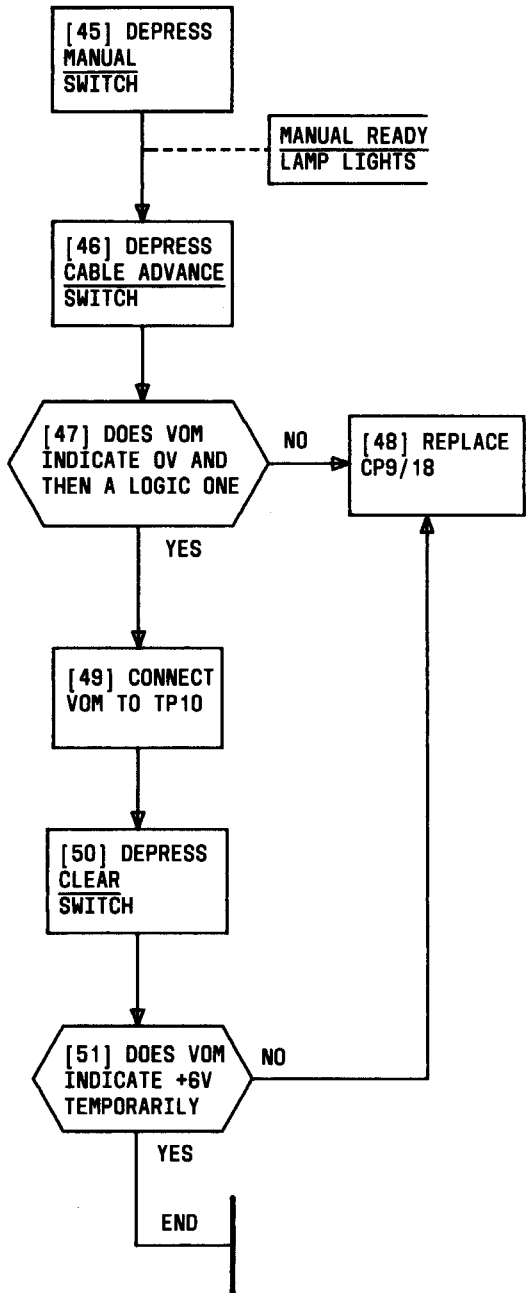 [45] DEPRESS
MANUAL
SWITCH
MANUAL READY
LAMP LIGHTS
[46] DEPRESS
CABLE ADVANCE
SWITCH
[47] DOES VOM
INDICATE 0V AND
THEN A LOGIC ONE
NO
[48] REPLACE
CP9/18
YES
[49] CONNECT
VOM TO TP10
[50] DEPRESS
CLEAR
SWITCH
[51] DOES VOM
INDICATE +6V
TEMPORARILY
NO
YES
END